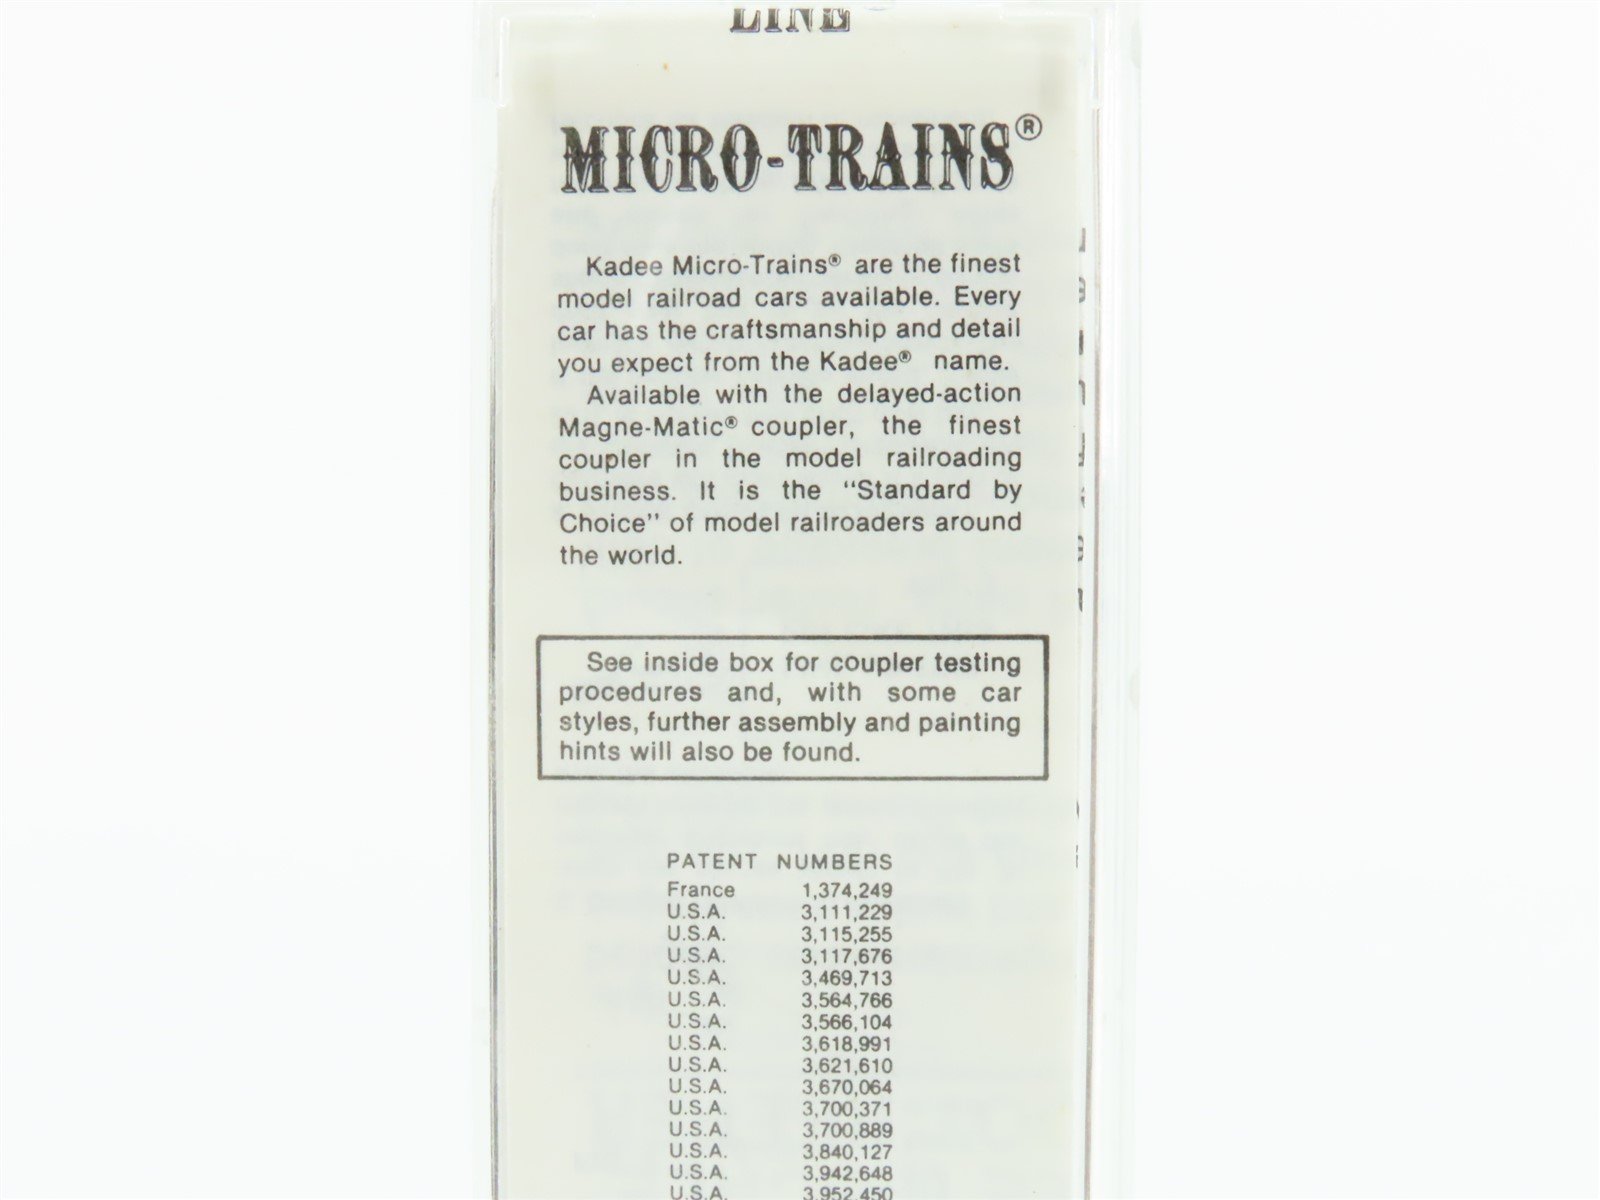 LINE
MICRO-TRAINS®
Kadee Micro-Trains® are the finest
model railroad cars available. Every
car has the craftsmanship and detail
you expect from the Kadee® name.
Available with the delayed-action
Magne-Matic® coupler, the finest
coupler in the model railroading
business. It is the “Standard by
Choice” of model railroaders around
the world.
See inside box for coupler testing
procedures and, with some car
styles, further assembly and painting
hints will also be found.
PATENT NUMBERS
France 1,374,249
U.S.A. 3,111,229
U.S.A. 3,115,255
U.S.A. 3,117,676
U.S.A. 3,469,713
U.S.A. 3,564,766
U.S.A. 3,566,104
U.S.A. 3,618,991
U.S.A. 3,621,610
U.S.A. 3,670,064
U.S.A. 3,700,371
U.S.A. 3,700,889
U.S.A. 3,840,127
U.S.A. 3,942,648
U.S.A. 3,952,450